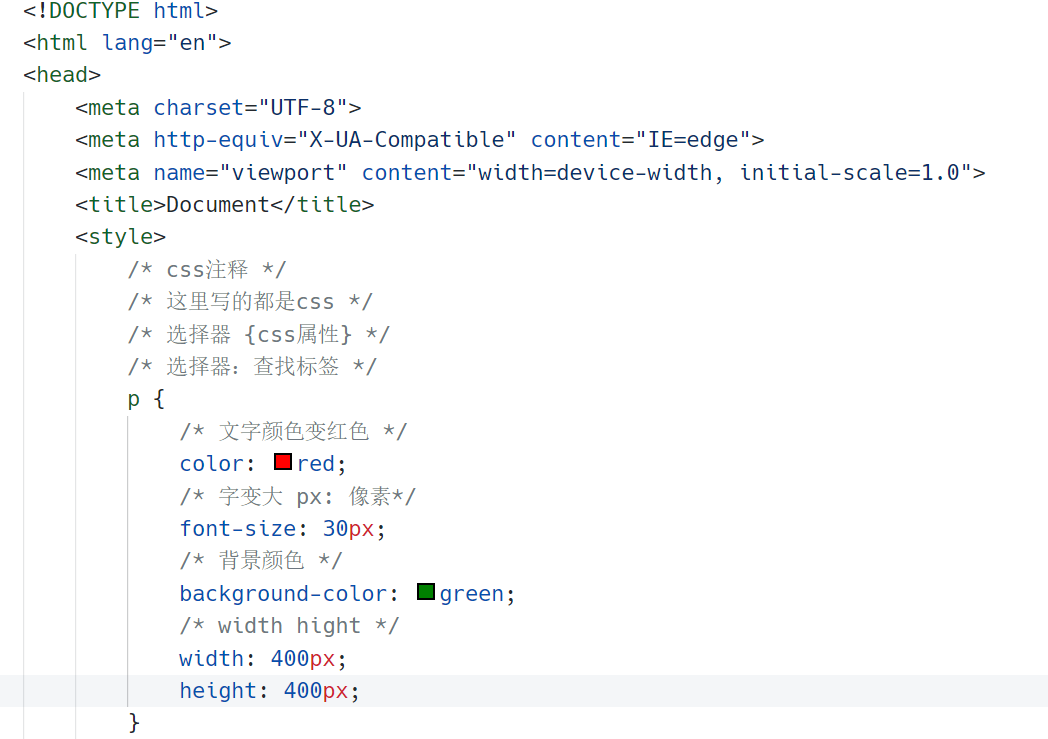 <!DOCTYPE html>
<html lang="en">
<head>
<meta charset="UTF-8">
<meta http-equiv="X-UA-Compatible" content="IE=edge">
<meta name="viewport" content="width=device-width, initial-scale=1.0">
<title>Document</title>
<style>
/* css注释 */
/* 这里写的都是css */
/* 选择器 {css属性} */
/* 选择器：查找标签 */
p {
/* 文字颜色变红色 */
color: red;
/* 字变大 px: 像素*/
font-size: 30px;
/* 背景颜色 */
background-color: green;
/* width hight */
width: 400px;
height: 400px;
}